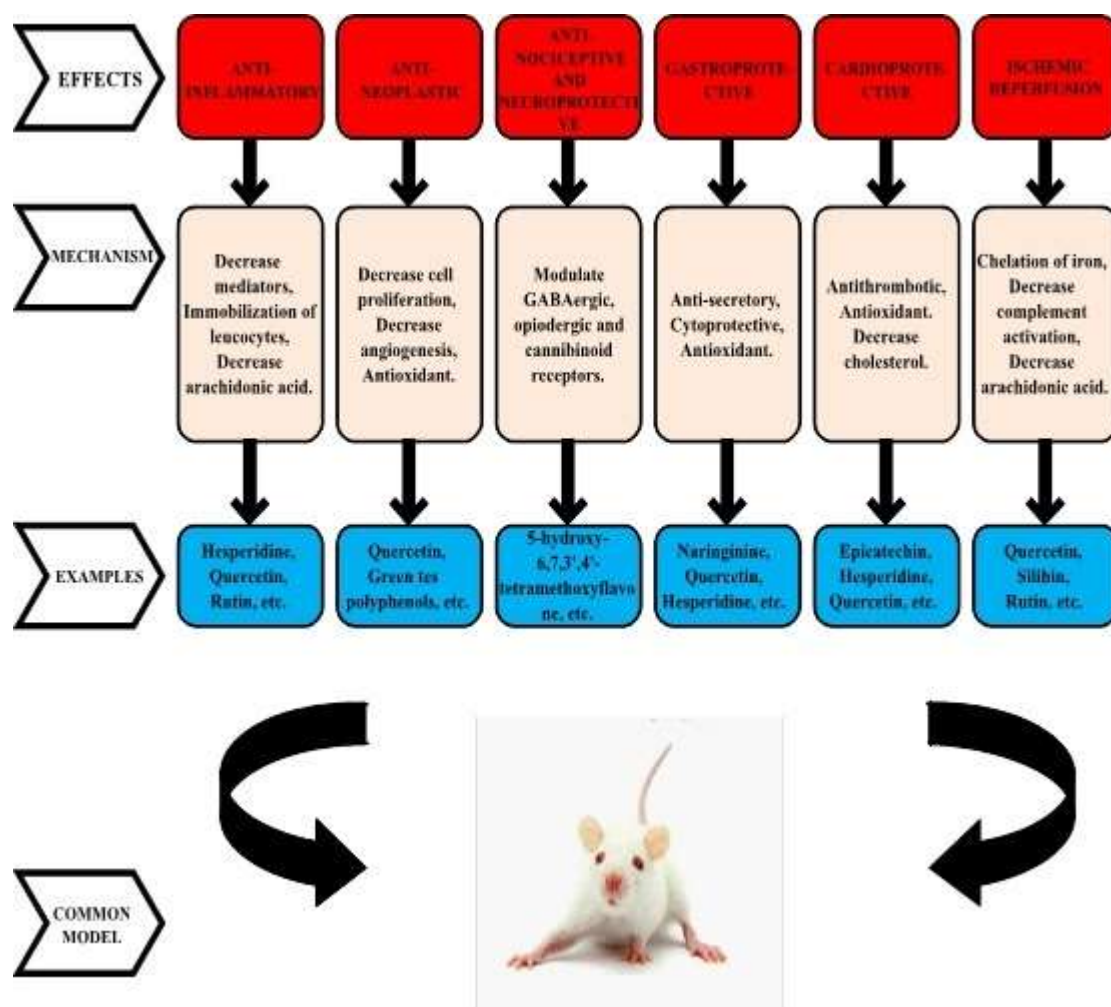 EFFECTS
ANTI-
INFLAMMATORY
ANTI-
NEOPLASTIC
ANTI-
NOCICEPTIVE
AND
NEUROPROTECTI
VE
GASTROPROTE-
CTIVE
CARDIOPROTE-
CTIVE
ISCHEMIC
REPERFUSION
MECHANISM
Decrease
mediators,
Immobilization of
leucocytes,
Decrease
arachidonic acid.
Decrease cell
proliferation,
Decrease
angiogenesis,
Antioxidant.
Modulate
GABAergic,
opiodergic and
cannibinoid
receptors.
Anti-secretory,
Cytoprotective,
Antioxidant.
Antithrombotic,
Antioxidant.
Decrease
cholesterol.
Chelation of iron,
Decrease
complement
activation,
Decrease
arachidonic acid.
EXAMPLES
Hesperidine,
Quercetin,
Rutin, etc.
Quercetin,
Green tes
polyphenols, etc.
5-hydroxy-
6,7,3',4'-
tetramethoxyflavo
ne, etc.
Naringinine,
Quercetin,
Hesperidine, etc.
Epicatechin,
Hesperidine,
Quercetin, etc.
Quercetin,
Silibin,
Rutin, etc.
COMMON
MODEL